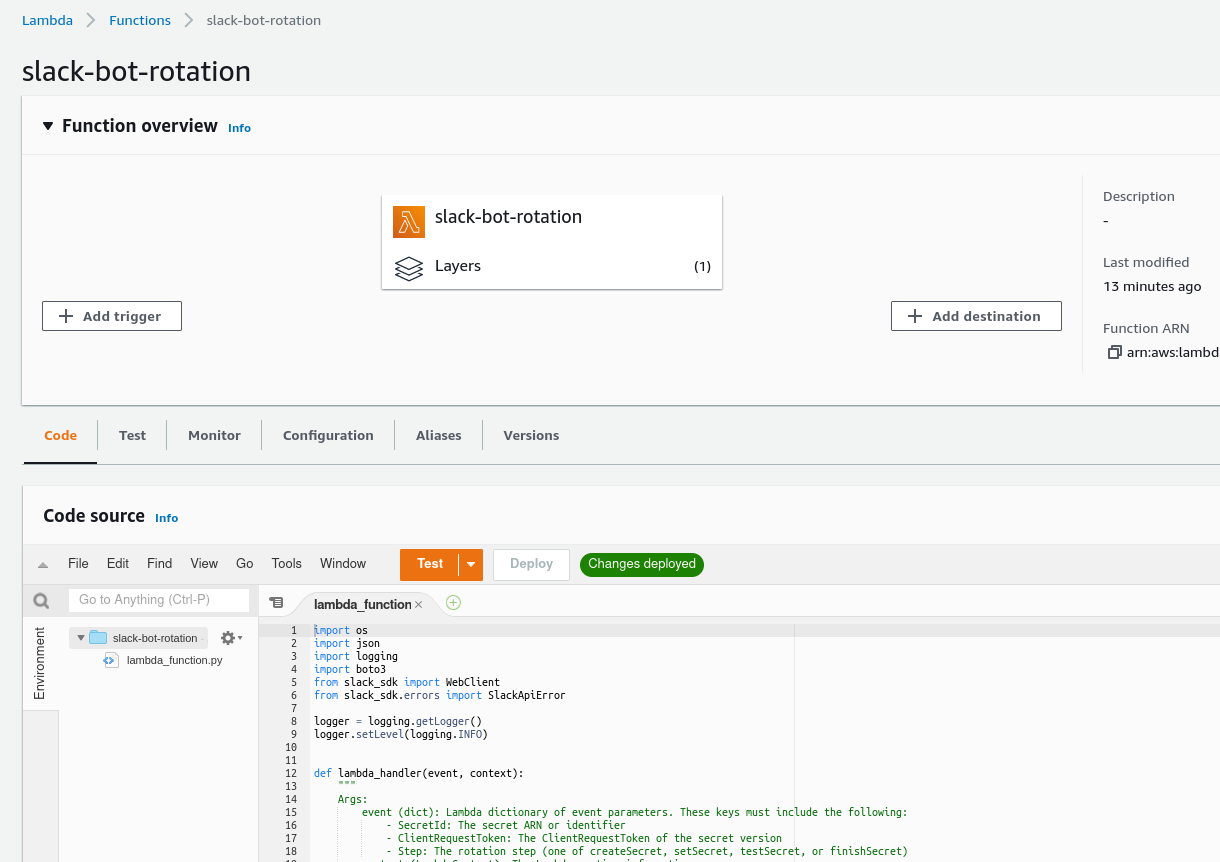 Lambda Functions slack-bot-rotation
slack-bot-rotation
Function overview Info
slack-bot-rotation
Layers (1)
Add trigger
Add destination
Description
-
Last modified
13 minutes ago
Function ARN
arn:aws:lambd
Code Test Monitor Configuration Aliases Versions
Code source Info
File Edit Find View Go Tools Window Test Deploy Changes deployed
Go to Anything (Ctrl-P)
Environment
slack-bot-rotation
lambda_function.py
lambda_function
1 import os
2 import json
3 import logging
4 import boto3
5 from slack_sdk import WebClient
6 from slack_sdk.errors import SlackApiError
7
8 logger = logging.getLogger()
9 logger.setLevel(logging.INFO)
10
11
12 def lambda_handler(event, context):
13 """
14 Args:
15 event (dict): Lambda dictionary of event parameters. These keys must include the following:
16 - SecretId: The secret ARN or identifier
17 - ClientRequestToken: The ClientRequestToken of the secret version
18 - Step: The rotation step (one of createSecret, setSecret, testSecret, or finishSecret)